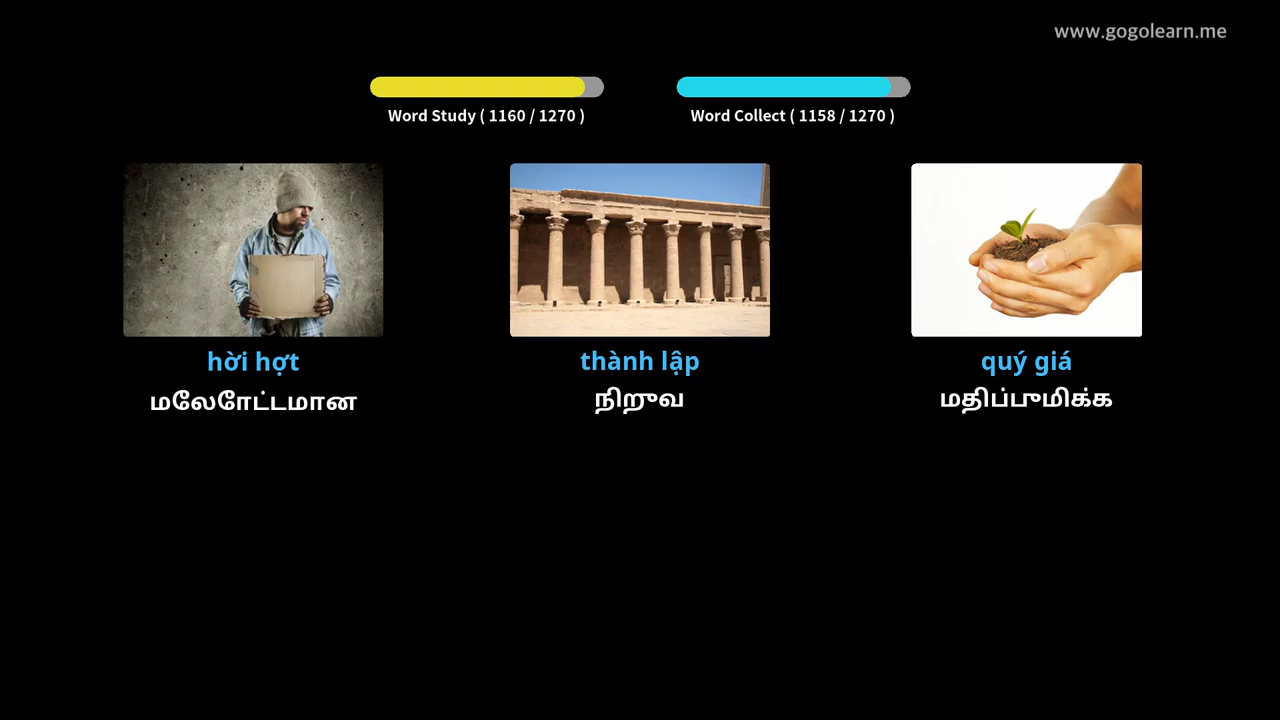 www.gogolearn.me
Word Study ( 1160 / 1270 )
Word Collect ( 1158 / 1270 )
hời hợt
மலோேட்டமான
thành lập
நிறுவ
quý giá
மதிப்புமிக்க